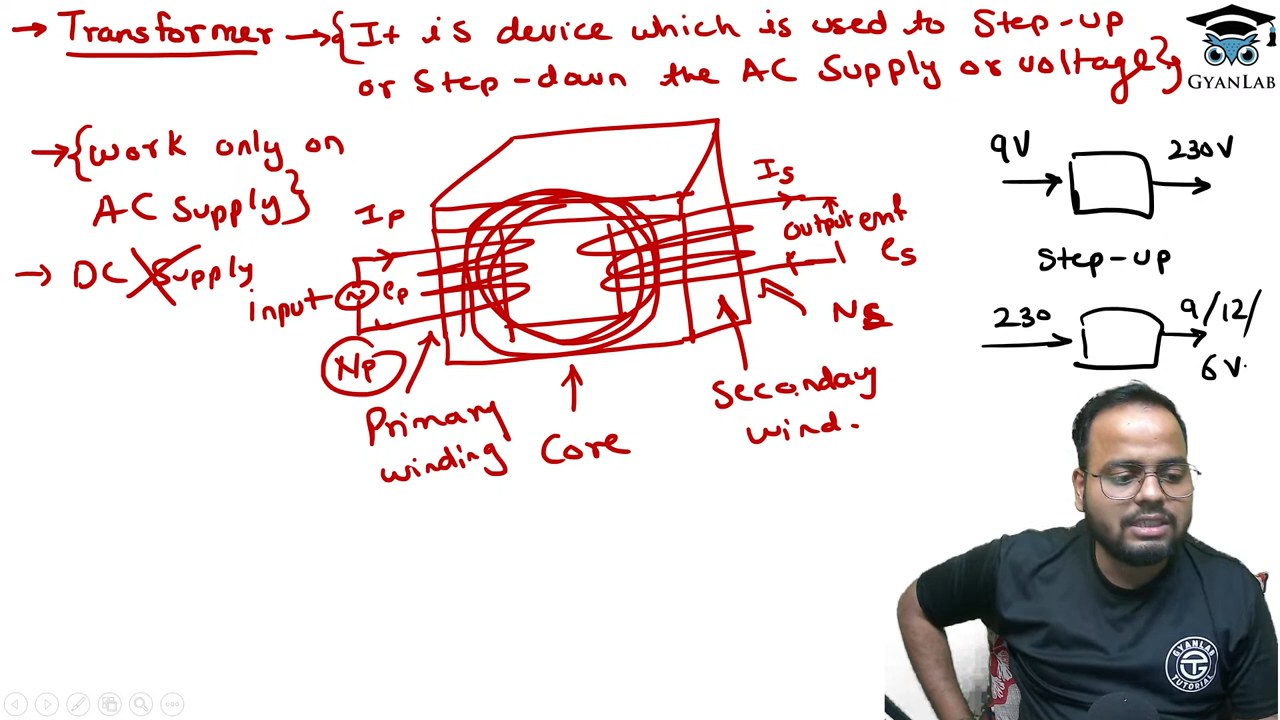 → Transformer → {It is device which is used to Step-up
or Step-down the AC Supply or voltage}
GYANLAB
→ {work only on
AC Supply}
→ DC Supply
input
ep
Np
Ip
Is
output emf
es
Ns
Primary
winding
Core
Secondary
wind.
9V
230V
Step-up
230
9/12/
6V
GYANLAB
TUTORIAL